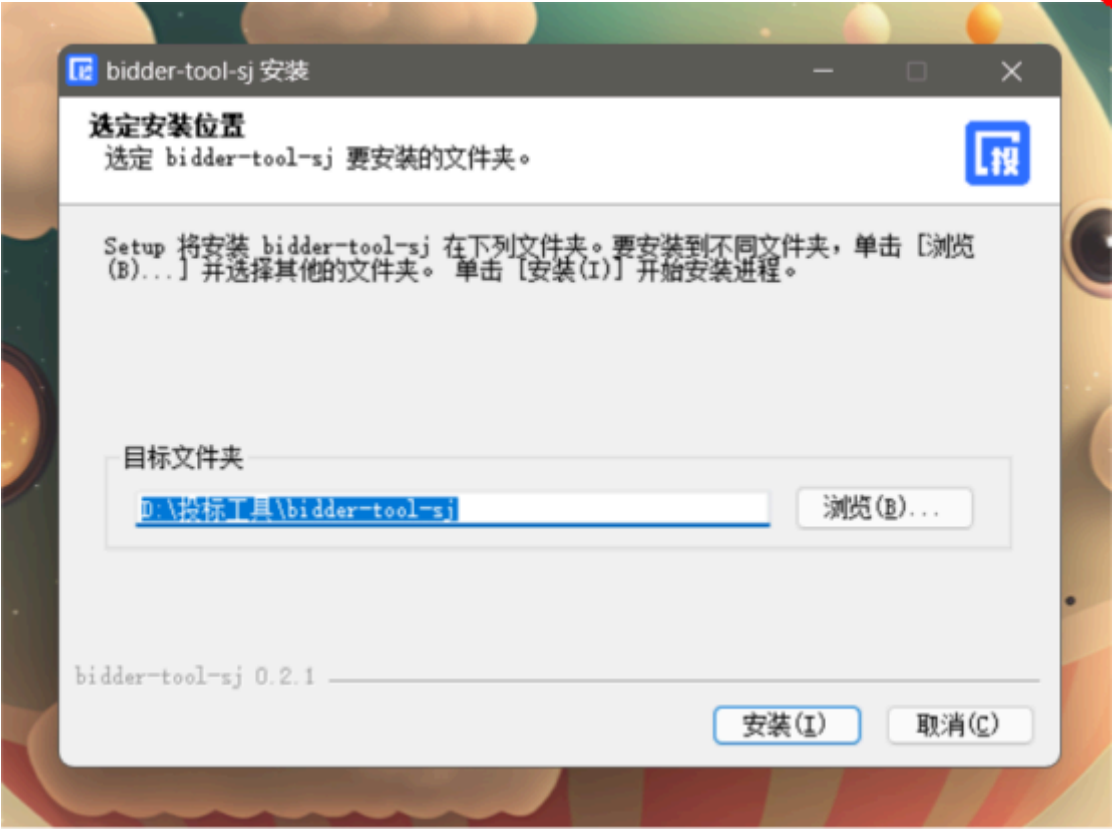 bidder-tool-sj 安装
选定安装位置
选定 bidder-tool-sj 要安装的文件夹。
投
Setup 将安装 bidder-tool-sj 在下列文件夹。要安装到不同文件夹，单击 [浏览
(B)...] 并选择其他的文件夹。 单击 [安装(I)] 开始安装进程。
目标文件夹
D:\投标工具\bidder-tool-sj
浏览(B)...
bidder-tool-sj 0.2.1
安装(I)
取消(C)